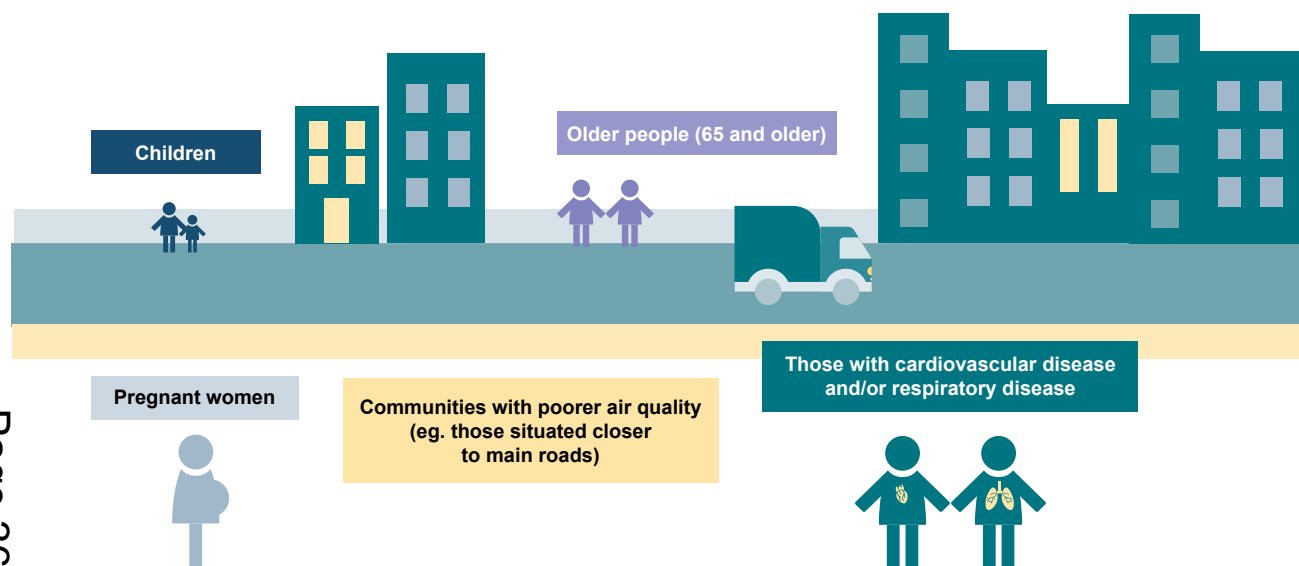 Children
Older people (65 and older)
Those with cardiovascular disease
and/or respiratory disease
Pregnant women
Communities with poorer air quality
(eg. those situated closer
to main roads)
Page